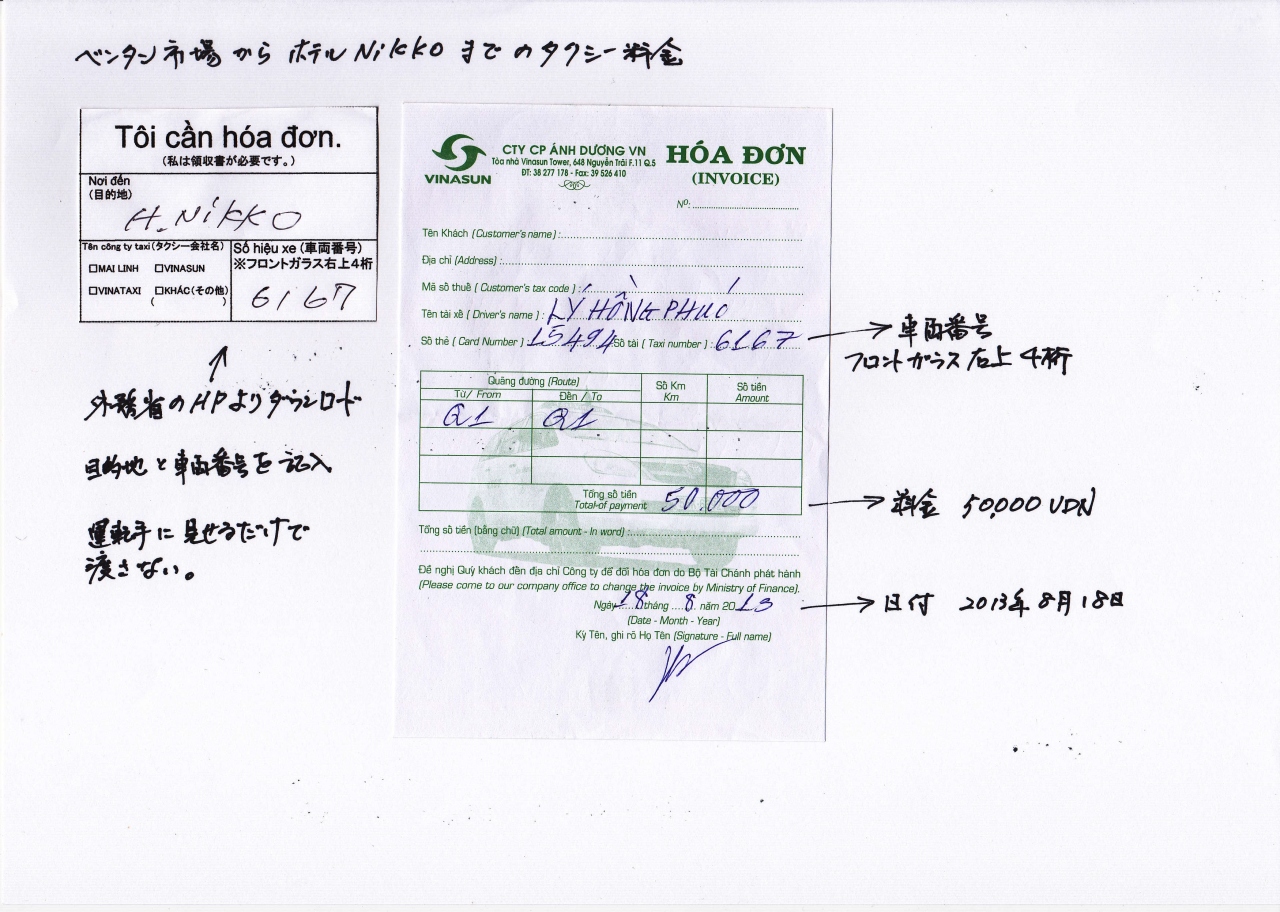 ベンタン市場からホテルNikkoまでのタクシー料金
Tôi cần hóa đơn.
(私は領収書が必要です。)
Nơi đến
(目的地)
H.NiKKO
Tên công ty taxi (タクシー会社名)
□MAI LINH □VINASUN
□VINATAXI □KHÁC(その他)
( )
Số hiệu xe (車両番号)
※フロントガラス右上4桁
6167
外務省のHPよりダウンロード
目的地と車両番号を記入
運転手に見せるだけで
渡さない。
VINASUN
CTY CP ÁNH DƯƠNG VN
Tòa nhà Vinasun Tower, 648 Nguyễn Trãi F.11 Q.5
ĐT: 38 277 178 - Fax: 39 526 410
HÓA ĐƠN
(INVOICE)
Nº:
Tên Khách (Customer's name) :
Địa chỉ (Address) :
Mã số thuế ( Customer's tax code ) :
Tên tài xế ( Driver's name ) : LÝ HỒNG PHÚC
Số thẻ ( Card Number ) : 15494 Số tài ( Taxi number ) : 6167
Quãng đường (Route) Số Km Số tiền
Từ/ From Đến / To Km Amount
Q1 Q1
Tổng số tiền
Total-of payment 50.000
Tổng số tiền (bằng chữ) (Total amount - In word) :
Đề nghị Quý khách đến địa chỉ Công ty để đổi hóa đơn do Bộ Tài Chánh phát hành
(Please come to our company office to change the invoice by Ministry of Finance).
Ngày 18 tháng 8 năm 2013
(Date - Month - Year)
Ký Tên, ghi rõ Họ Tên (Signature - Full name)
車両番号
フロントガラス右上4桁
料金 50,000 UDN
日付 2013年8月18日